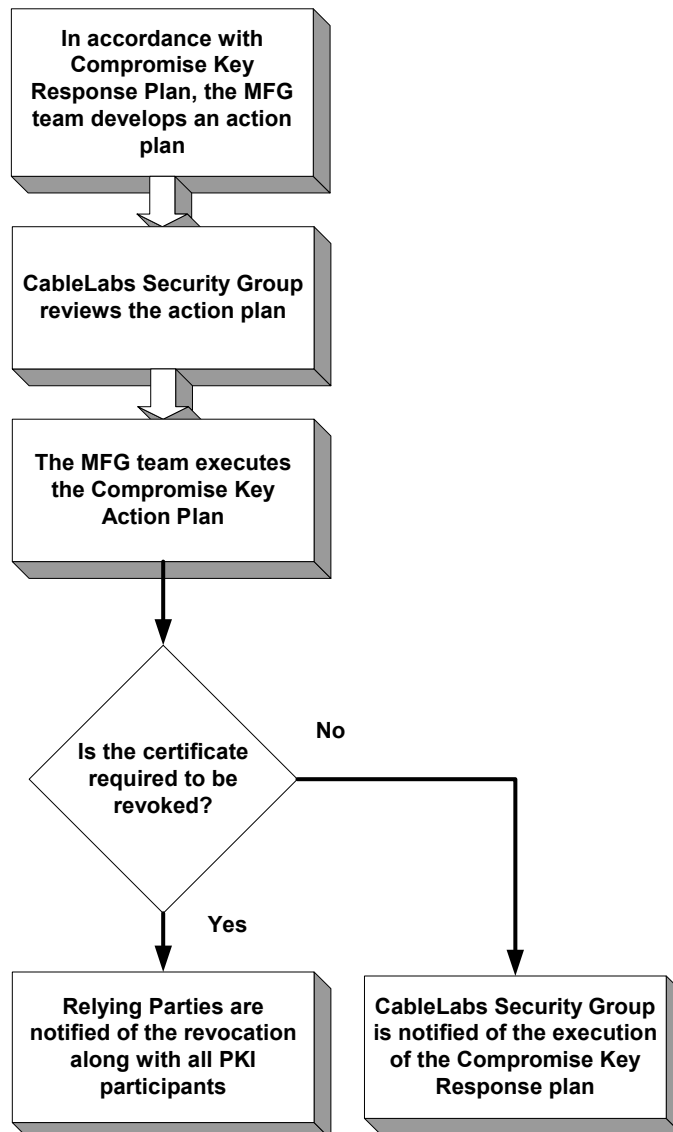 In accordance with
Compromise Key
Response Plan, the MFG
team develops an action
plan
CableLabs Security Group
reviews the action plan
The MFG team executes
the Compromise Key
Action Plan
Is the certificate
required to be
revoked?
No
Yes
Relying Parties are
notified of the revocation
along with all PKI
participants
CableLabs Security Group
is notified of the execution
of the Compromise Key
Response plan